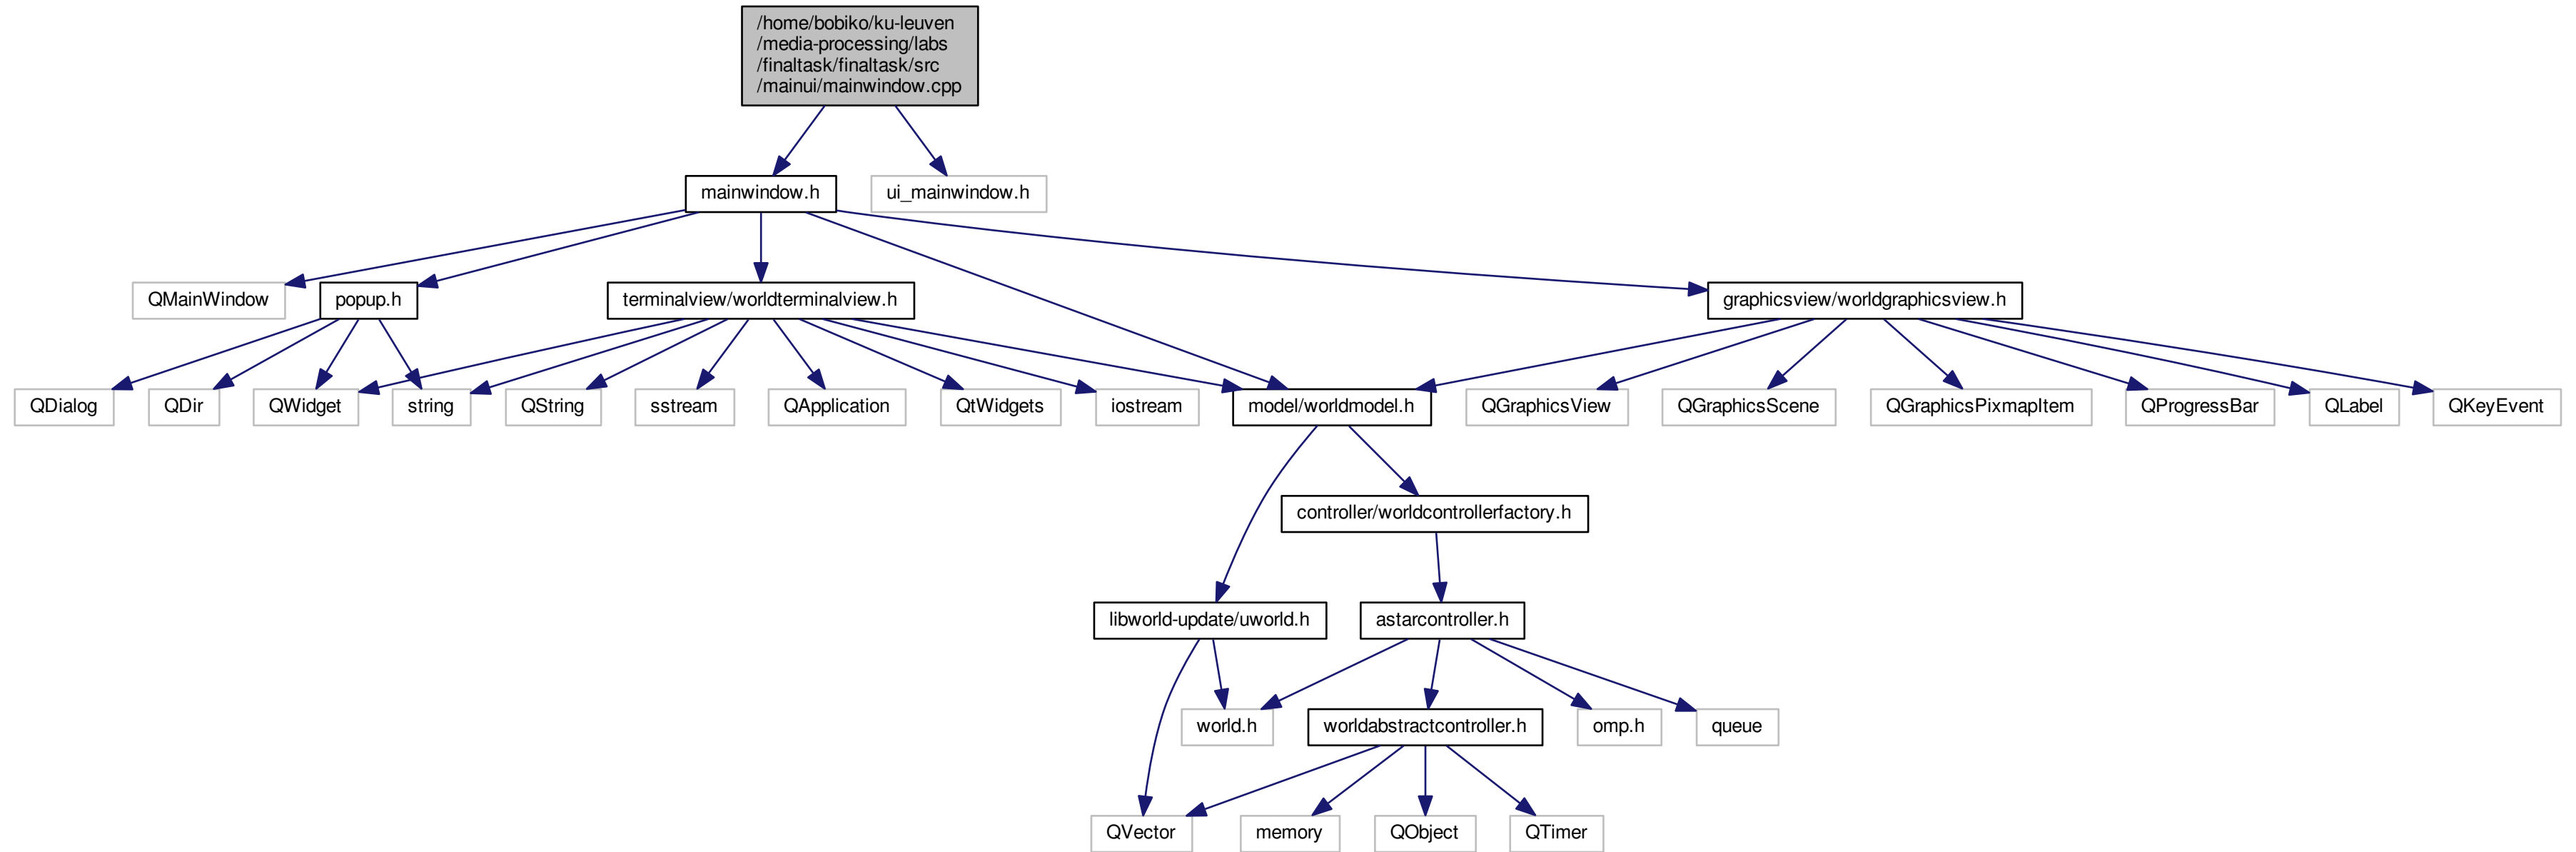 /home/bobiko/ku-leuven
/media-processing/labs
/finaltask/finaltask/src
/mainui/mainwindow.cpp
mainwindow.h
ui_mainwindow.h
QMainWindow
popup.h
terminalview/worldterminalview.h
graphicsview/worldgraphicsview.h
QDialog
QDir
QWidget
string
QString
sstream
QApplication
QtWidgets
iostream
model/worldmodel.h
QGraphicsView
QGraphicsScene
QGraphicsPixmapItem
QProgressBar
QLabel
QKeyEvent
controller/worldcontrollerfactory.h
libworld-update/uworld.h
astarcontroller.h
world.h
worldabstractcontroller.h
omp.h
queue
QVector
memory
QObject
QTimer